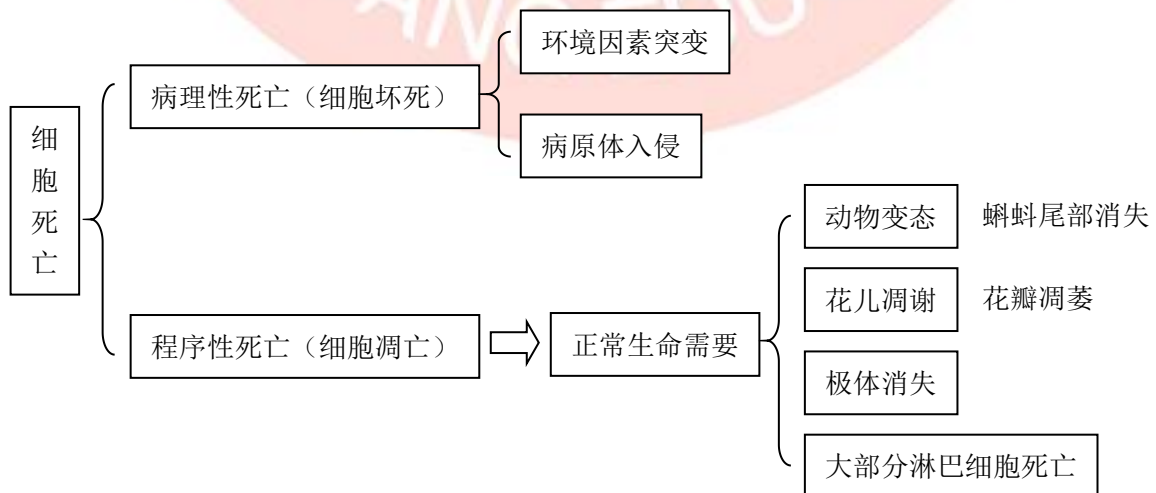 环境因素突变
病理性死亡（细胞坏死）
病原体入侵
细胞死亡
动物变态 蝌蚪尾部消失
花儿凋谢 花瓣凋萎
程序性死亡（细胞凋亡）
正常生命需要
极体消失
大部分淋巴细胞死亡